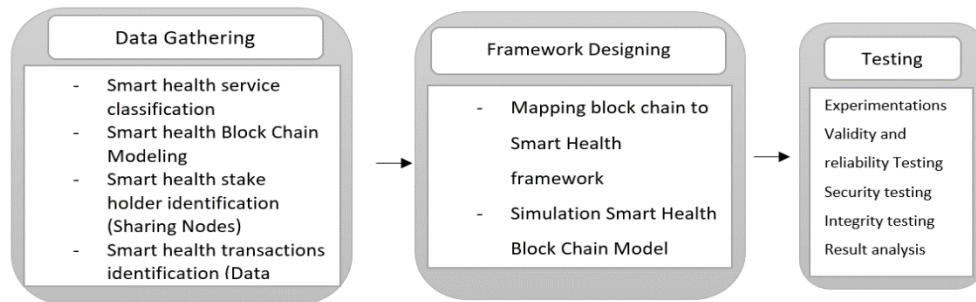 Data Gathering
- Smart health service
classification
- Smart health Block Chain
Modeling
- Smart health stake
holder identification
(Sharing Nodes)
- Smart health transactions
identification (Data
Framework Designing
- Mapping block chain to
Smart Health
framework
- Simulation Smart Health
Block Chain Model
Testing
Experimentations
Validity and
reliability Testing
Security testing
Integrity testing
Result analysis